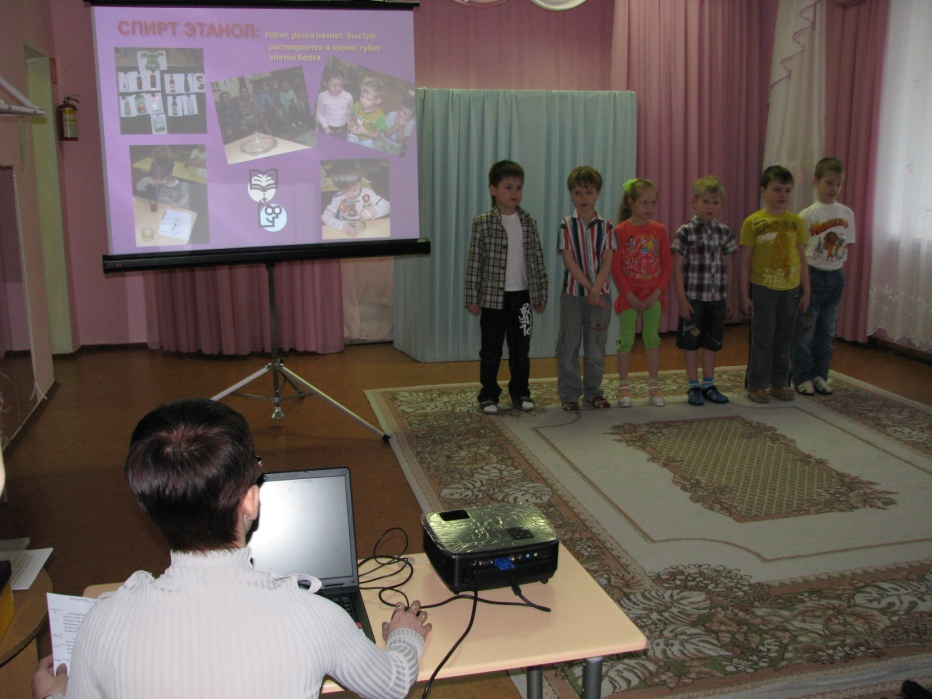 СПИРТ ЭТАНОЛ: горит, резко пахнет, быстро
растворяется в крови, губит
клетки белка